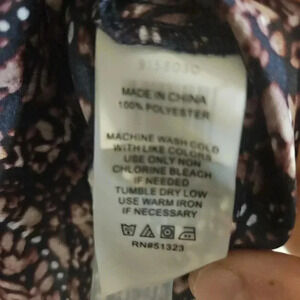 MADE IN CHINA
100% POLYESTER
MACHINE WASH COLD
WITH LIKE COLORS
USE ONLY NON
CHLORINE BLEACH
IF NEEDED
TUMBLE DRY LOW
USE WARM IRON
IF NECESSARY
RN#51323